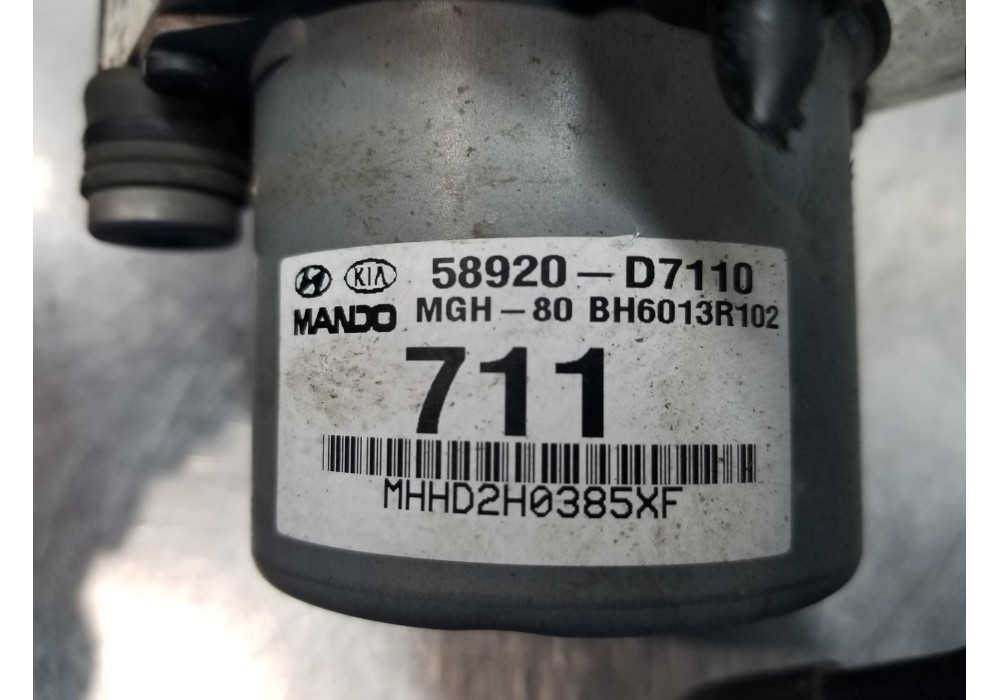 KIA 58920-D7110
MANDO MGH-80 BH6013R102
711
MHHD2H0385XF